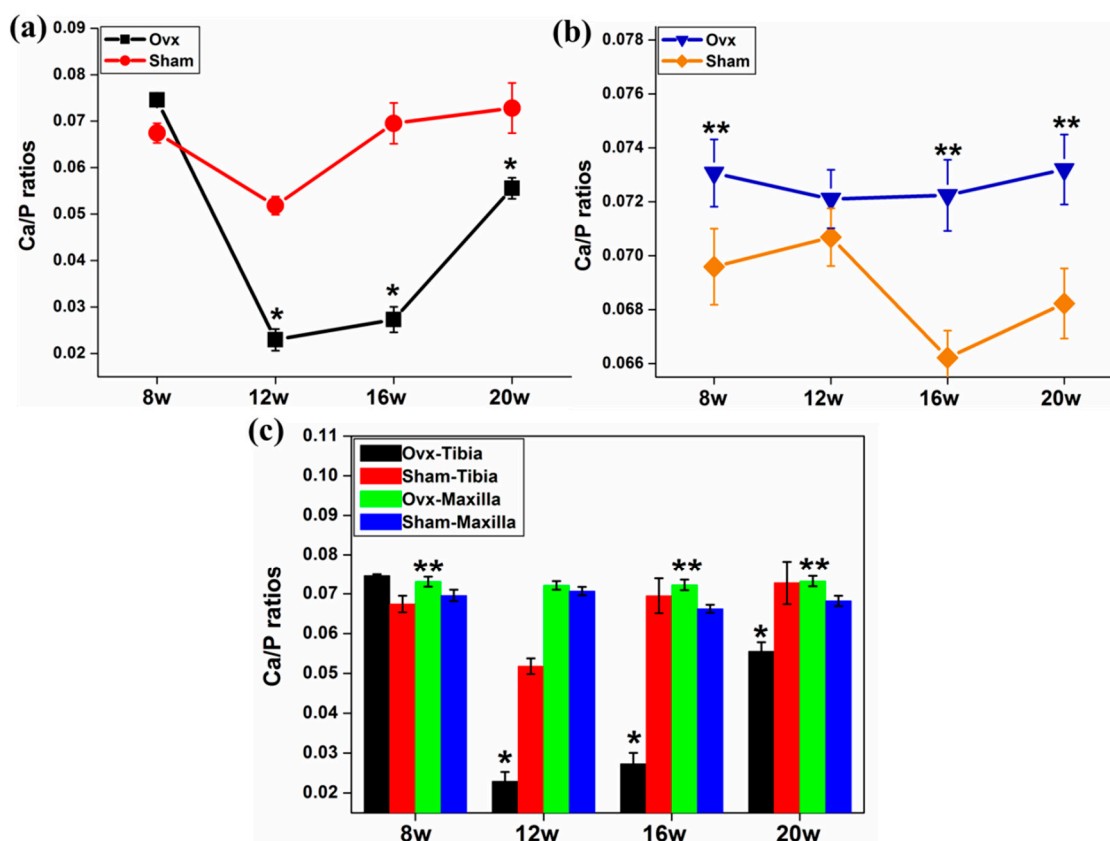 (a)
Ovx
Sham
0.09
0.08
0.07
0.06
0.05
0.04
0.03
0.02
Ca/P ratios
*
*
*
8w 12w 16w 20w
(b)
Ovx
Sham
0.078
0.076
0.074
0.072
0.070
0.068
0.066
Ca/P ratios
**
**
**
8w 12w 16w 20w
(c)
Ovx-Tibia
Sham-Tibia
Ovx-Maxilla
Sham-Maxilla
0.11
0.10
0.09
0.08
0.07
0.06
0.05
0.04
0.03
0.02
Ca/P ratios
**
*
*
**
*
**
8w 12w 16w 20w